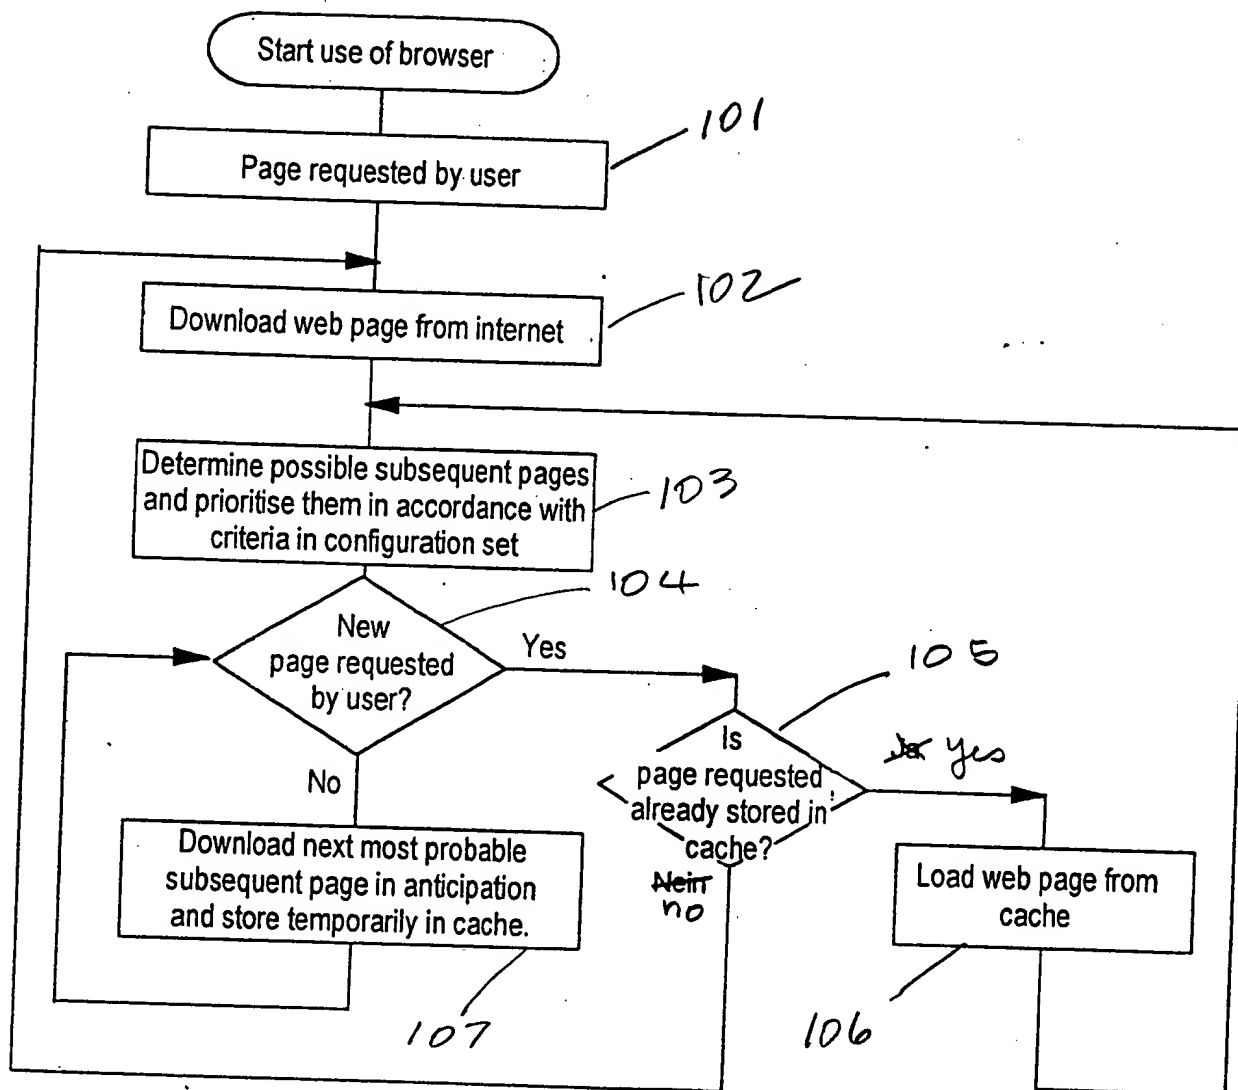 Start use of browser
101
Page requested by user
102
Download web page from internet
Determine possible subsequent pages
and prioritise them in accordance with
criteria in configuration set
103
104
New
page requested
by user?
Yes
105
Is
page requested
already stored in
cache?
Ja yes
No
Nein
no
Download next most probable
subsequent page in anticipation
and store temporarily in cache.
Load web page from
cache
107
106